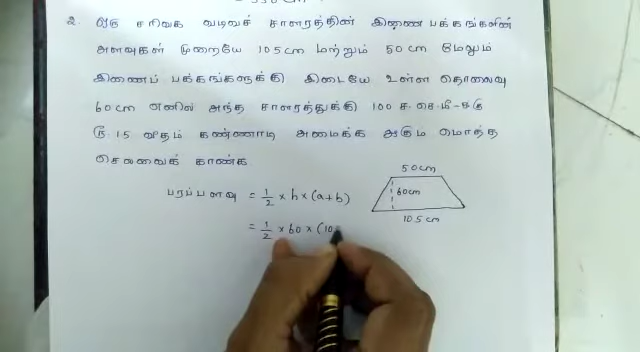 2. ஒரு சரிவக வடிவச் சாளரத்தின் இணை பக்கங்களின்
அளவுகள் முறையே 105 cm மற்றும் 50 cm மேலும்
இணைப் பக்கங்களுக்கு இடையே உள்ள தொலைவு
60 cm எனில் அந்த சாளரத்துக்கு 100 ச.செ.மீ-க்கு
ரூ.15 வீதம் கண்ணாடி அமைக்க ஆகும் மொத்த
செலவைக் காண்க
50 cm
பரப்பளவு = 1/2 × h × (a+b)
60cm
105 cm
= 1/2 × 60 × (10